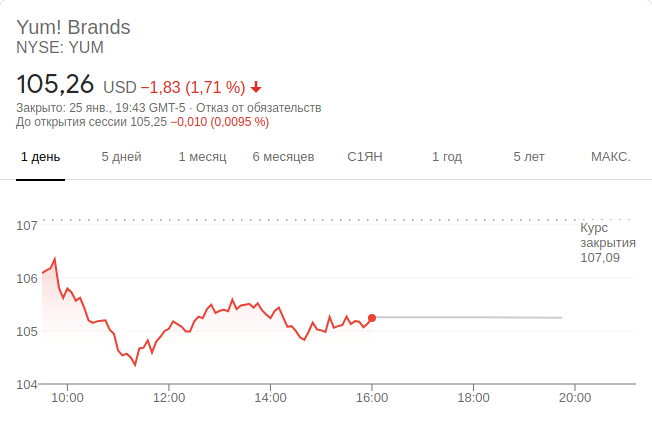 Yum! Brands
NYSE: YUM
105,26 USD −1,83 (1,71 %)
Закрыто: 25 янв., 19:43 GMT-5 · Отказ от обязательств
До открытия сессии 105,25 −0,010 (0,0095 %)
1 день 5 дней 1 месяц 6 месяцев С1ЯН 1 год 5 лет МАКС.
107
Курс
закрытия
107,09
106
105
104
10:00 12:00 14:00 16:00 18:00 20:00